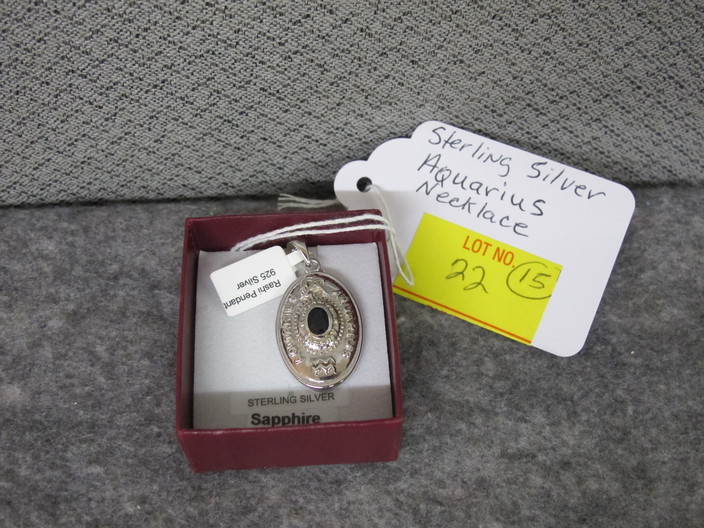 Sterling Silver
Aquarius
Necklace
LOT NO.
22 15
Rashi Pendant
925 Silver
STERLING SILVER
Sapphire